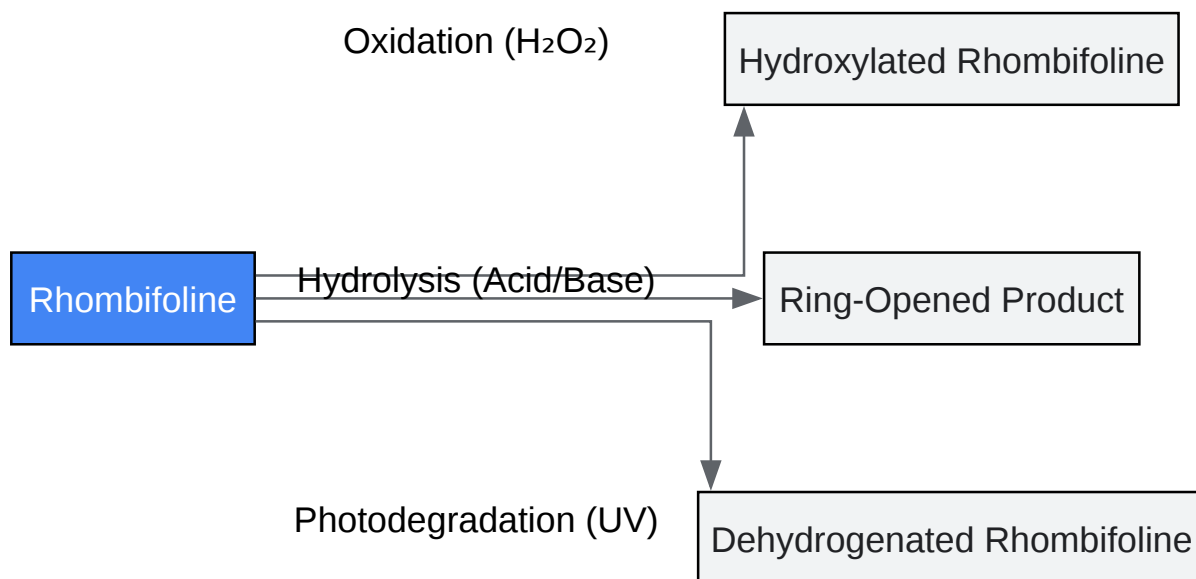 Oxidation (H₂O₂)
Hydroxylated Rhombifoline
Rhombifoline
Hydrolysis (Acid/Base)
Ring-Opened Product
Photodegradation (UV)
Dehydrogenated Rhombifoline